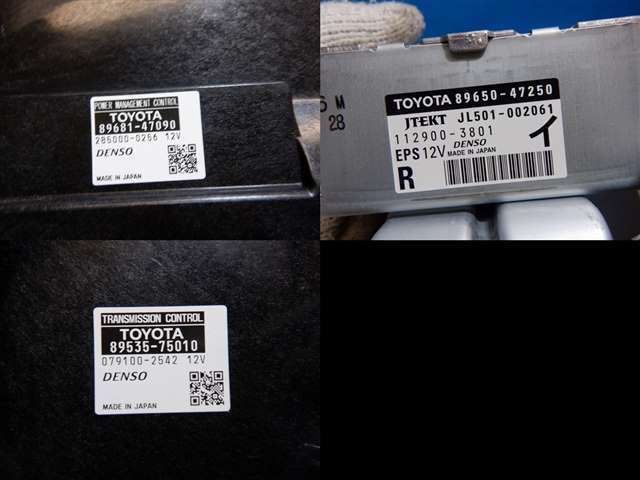 POWER MANAGEMENT CONTROL
TOYOTA
89681-47090
285000-0256 12V
DENSO
MADE IN JAPAN
S M
28
TOYOTA 89650-47250
JTEKT JL501-002061
112900-3801
イ
EPS 12V DENSO MADE IN JAPAN
R
TRANSMISSION CONTROL
TOYOTA
89535-75010
079100-2542 12V
DENSO
MADE IN JAPAN